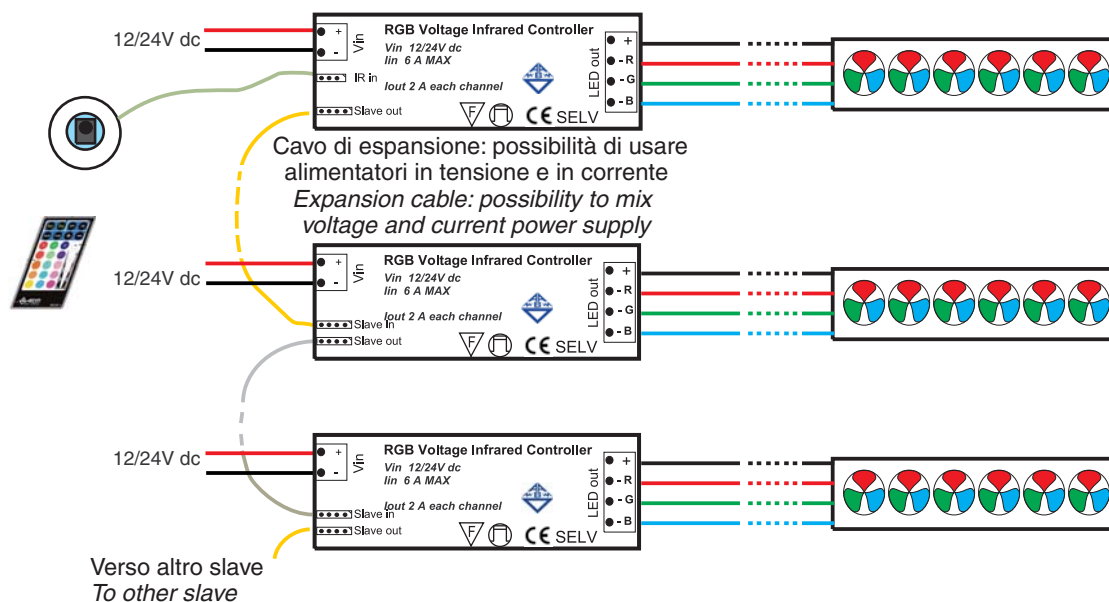 12/24V dc
+
-
Vin
RGB Voltage Infrared Controller
Vin 12/24V dc
Iin 6 A MAX
Iout 2 A each channel
IR in
Slave out
F
CE SELV
LED out
+
- R
- G
- B
Cavo di espansione: possibilità di usare
alimentatori in tensione e in corrente
Expansion cable: possibility to mix
voltage and current power supply
12/24V dc
+
-
Vin
RGB Voltage Infrared Controller
Vin 12/24V dc
Iin 6 A MAX
Iout 2 A each channel
Slave in
Slave out
F
CE SELV
LED out
+
- R
- G
- B
12/24V dc
+
-
Vin
RGB Voltage Infrared Controller
Vin 12/24V dc
Iin 6 A MAX
Iout 2 A each channel
Slave in
Slave out
F
CE SELV
LED out
+
- R
- G
- B
Verso altro slave
To other slave